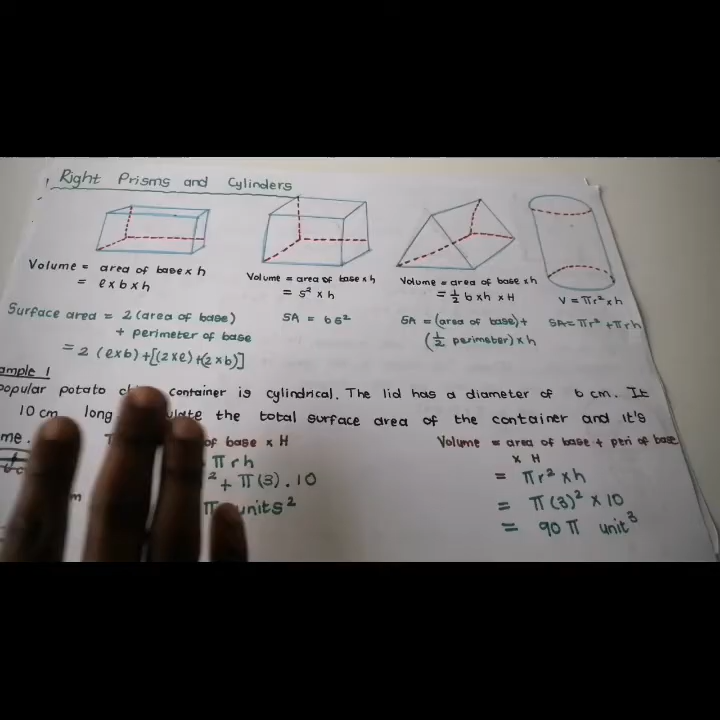 Right Prisms and Cylinders
Volume = area of base x h
= l x b x h
Surface area = 2 (area of base)
+ perimeter of base
= 2 (l x b) + [(2 x l) + (2 x b)]
Volume = area of base x h
= s² x h
SA = 6s²
Volume = area of base x h
= ½ b x h x H
SA = (area of base) +
(½ perimeter) x h
V = πr² x h
SA = πr² + πrh
ample 1
popular potato container is cylindrical. The lid has a diameter of 6 cm. It
10 cm long the total surface area of the container and it's
me.
of base x H
πrh
² + π(3) . 10
π units²
Volume = area of base + peri of base
x H
= πr² x h
= π(3)² x 10
= 90π unit³